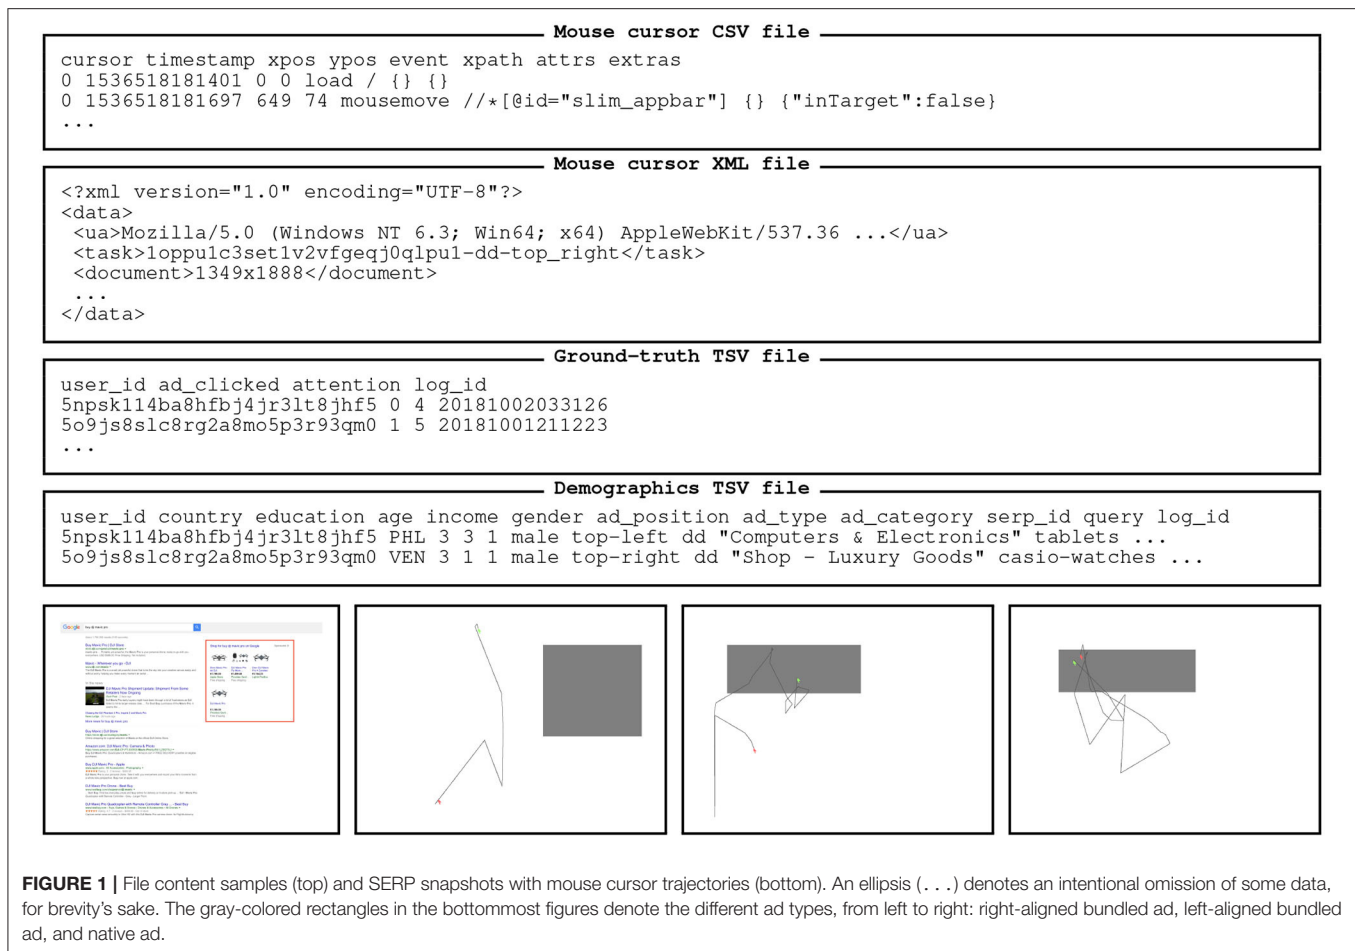 Mouse cursor CSV file
cursor timestamp xpos ypos event xpath attrs extras
0 1536518181401 0 0 load / {} {}
0 1536518181697 649 74 mousemove //*[@id="slim_appbar"] {} {"inTarget":false}
...
Mouse cursor XML file
<?xml version="1.0" encoding="UTF-8"?>
<data>
<ua>Mozilla/5.0 (Windows NT 6.3; Win64; x64) AppleWebKit/537.36 ...</ua>
<task>1oppu1c3set1v2vfgeqj0qlpu1-dd-top_right</task>
<document>1349x1888</document>
...
</data>
Ground-truth TSV file
user_id ad_clicked attention log_id
5npsk114ba8hfbj4jr3lt8jhf5 0 4 20181002033126
5o9js8slc8rg2a8mo5p3r93qm0 1 5 20181001211223
...
Demographics TSV file
user_id country education age income gender ad_position ad_type ad_category serp_id query log_id
5npsk114ba8hfbj4jr3lt8jhf5 PHL 3 3 1 male top-left dd "Computers & Electronics" tablets ...
5o9js8slc8rg2a8mo5p3r93qm0 VEN 3 1 1 male top-right dd "Shop - Luxury Goods" casio-watches ...
Google
FIGURE 1 | File content samples (top) and SERP snapshots with mouse cursor trajectories (bottom). An ellipsis (...) denotes an intentional omission of some data,
for brevity's sake. The gray-colored rectangles in the bottommost figures denote the different ad types, from left to right: right-aligned bundled ad, left-aligned bundled
ad, and native ad.